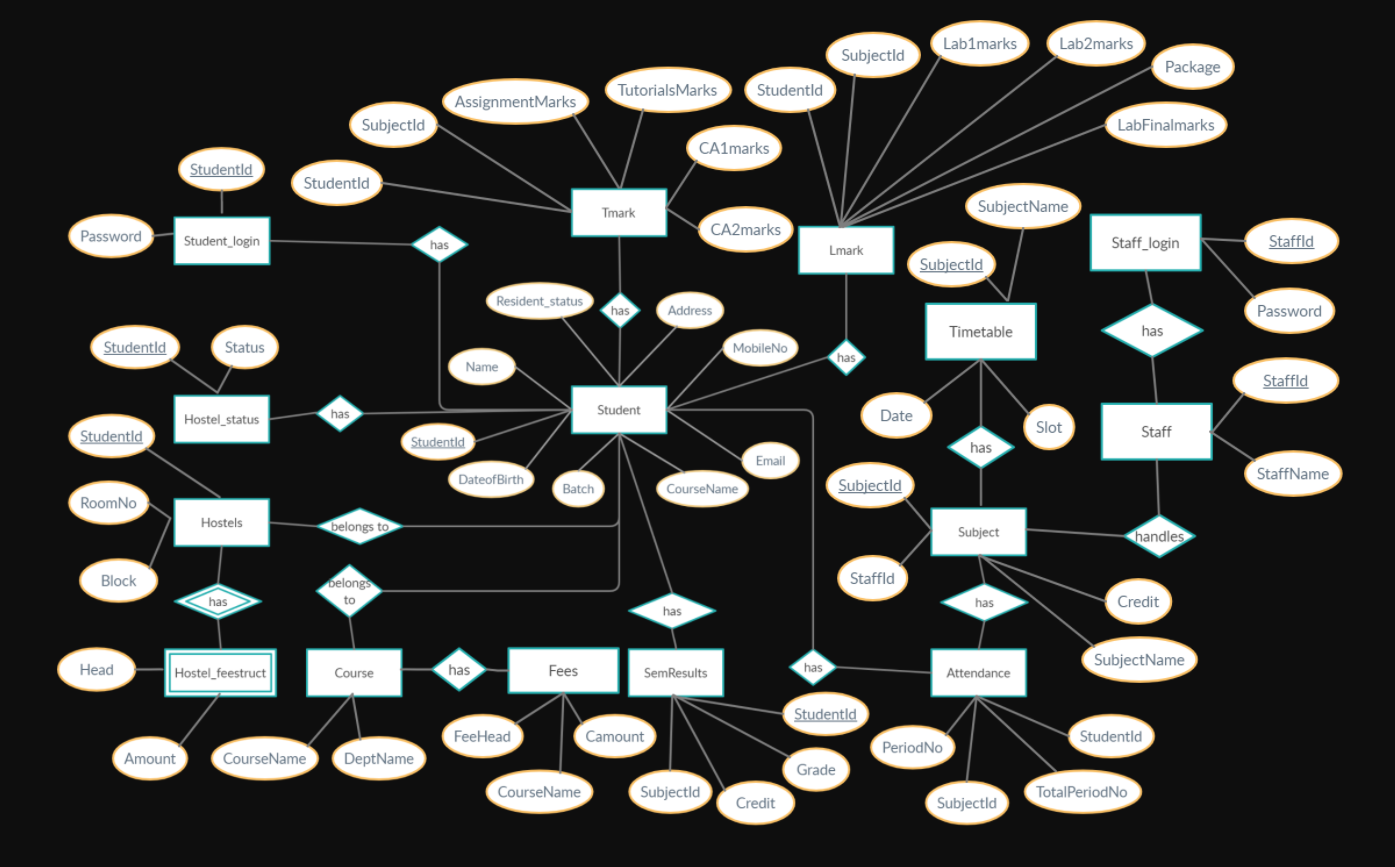 SubjectId
Lab1marks
Lab2marks
Package
StudentId
TutorialsMarks
AssignmentMarks
SubjectId
LabFinalmarks
CA1marks
StudentId
StudentId
Password
Student_login
has
Tmark
CA2marks
Lmark
SubjectName
SubjectId
Staff_login
StaffId
Password
Resident_status
has
Address
Timetable
has
StudentId
Status
Name
MobileNo
has
StaffId
Hostel_status
has
Student
Date
Slot
Staff
StudentId
StudentId
has
Email
DateofBirth
Batch
CourseName
StaffName
SubjectId
RoomNo
Hostels
belongs to
Subject
handles
Block
StaffId
belongs
to
has
has
has
Credit
Head
Hostel_feestruct
Course
has
Fees
SemResults
has
Attendance
SubjectName
StudentId
FeeHead
Camount
PeriodNo
StudentId
Amount
CourseName
DeptName
Grade
CourseName
SubjectId
Credit
SubjectId
TotalPeriodNo